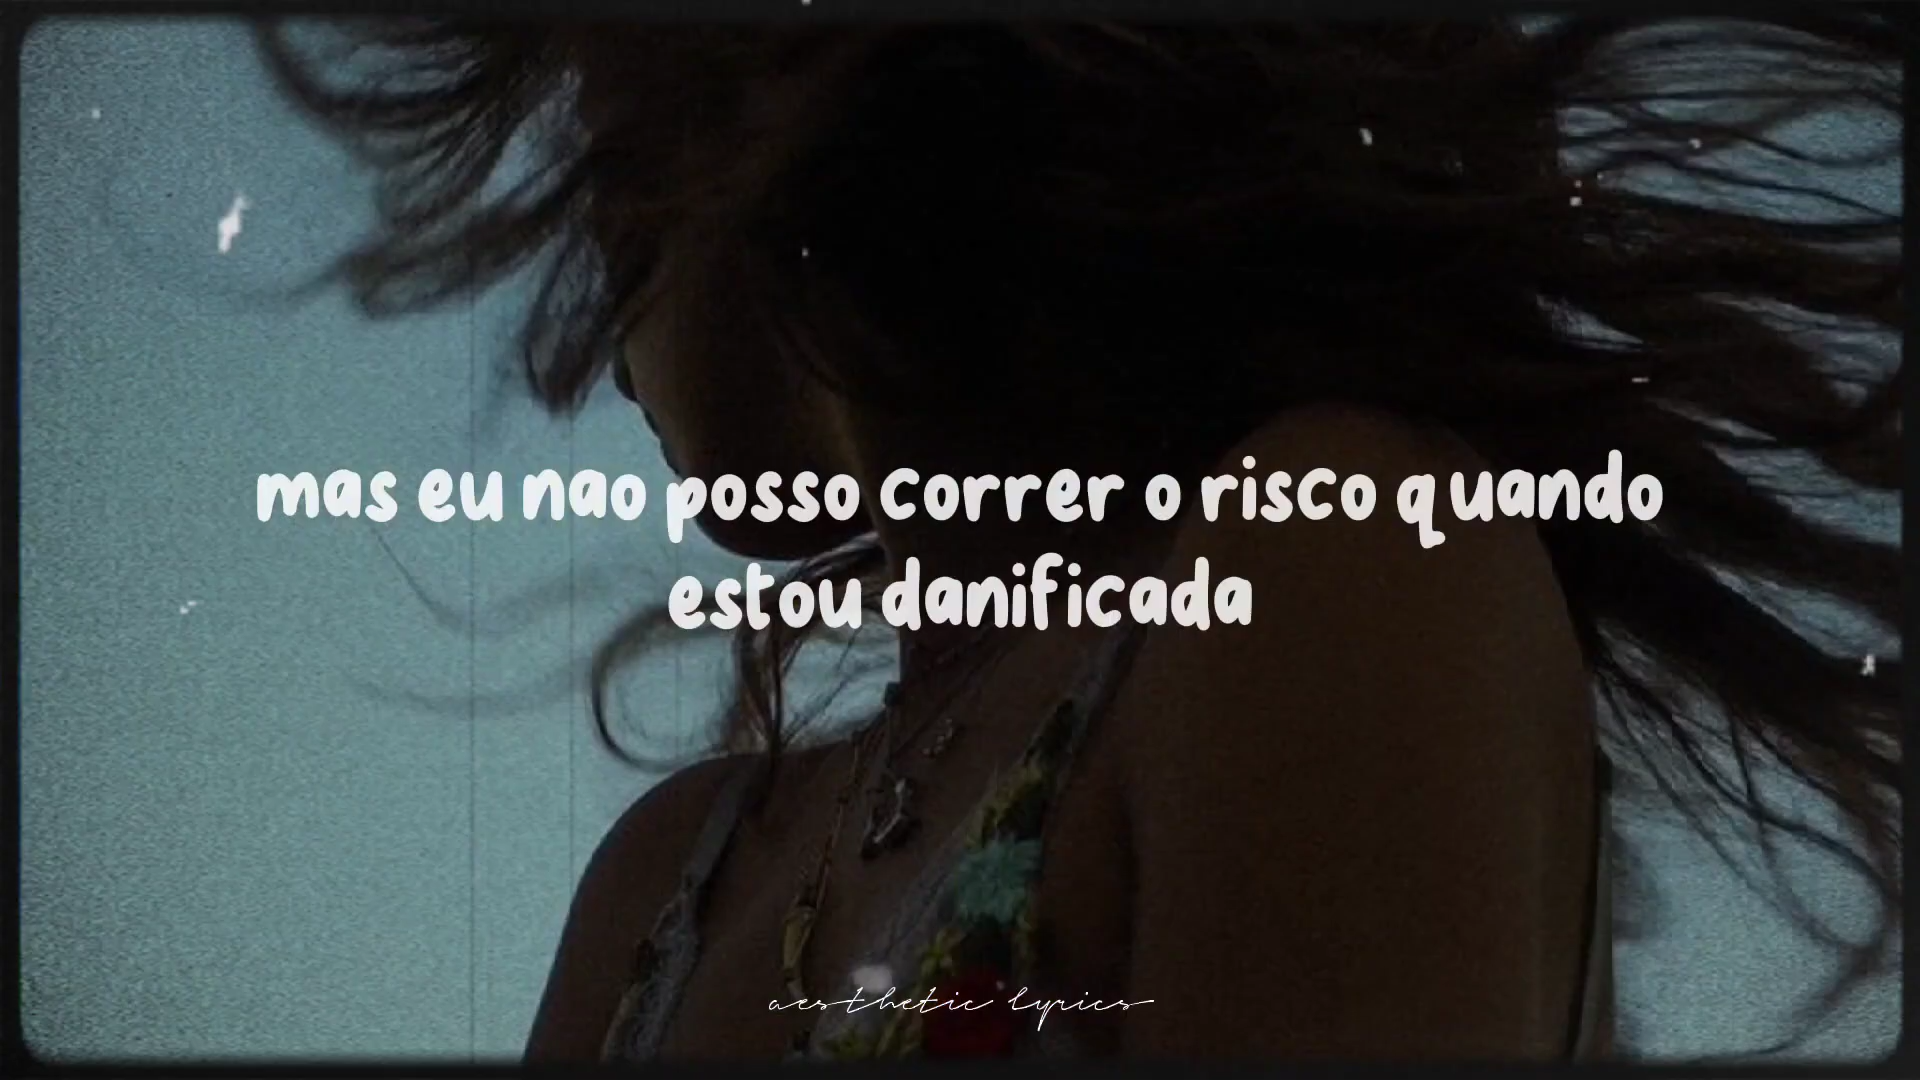 mas eu nao posso correr o risco quando
estou danificada
aesthetic lyrics